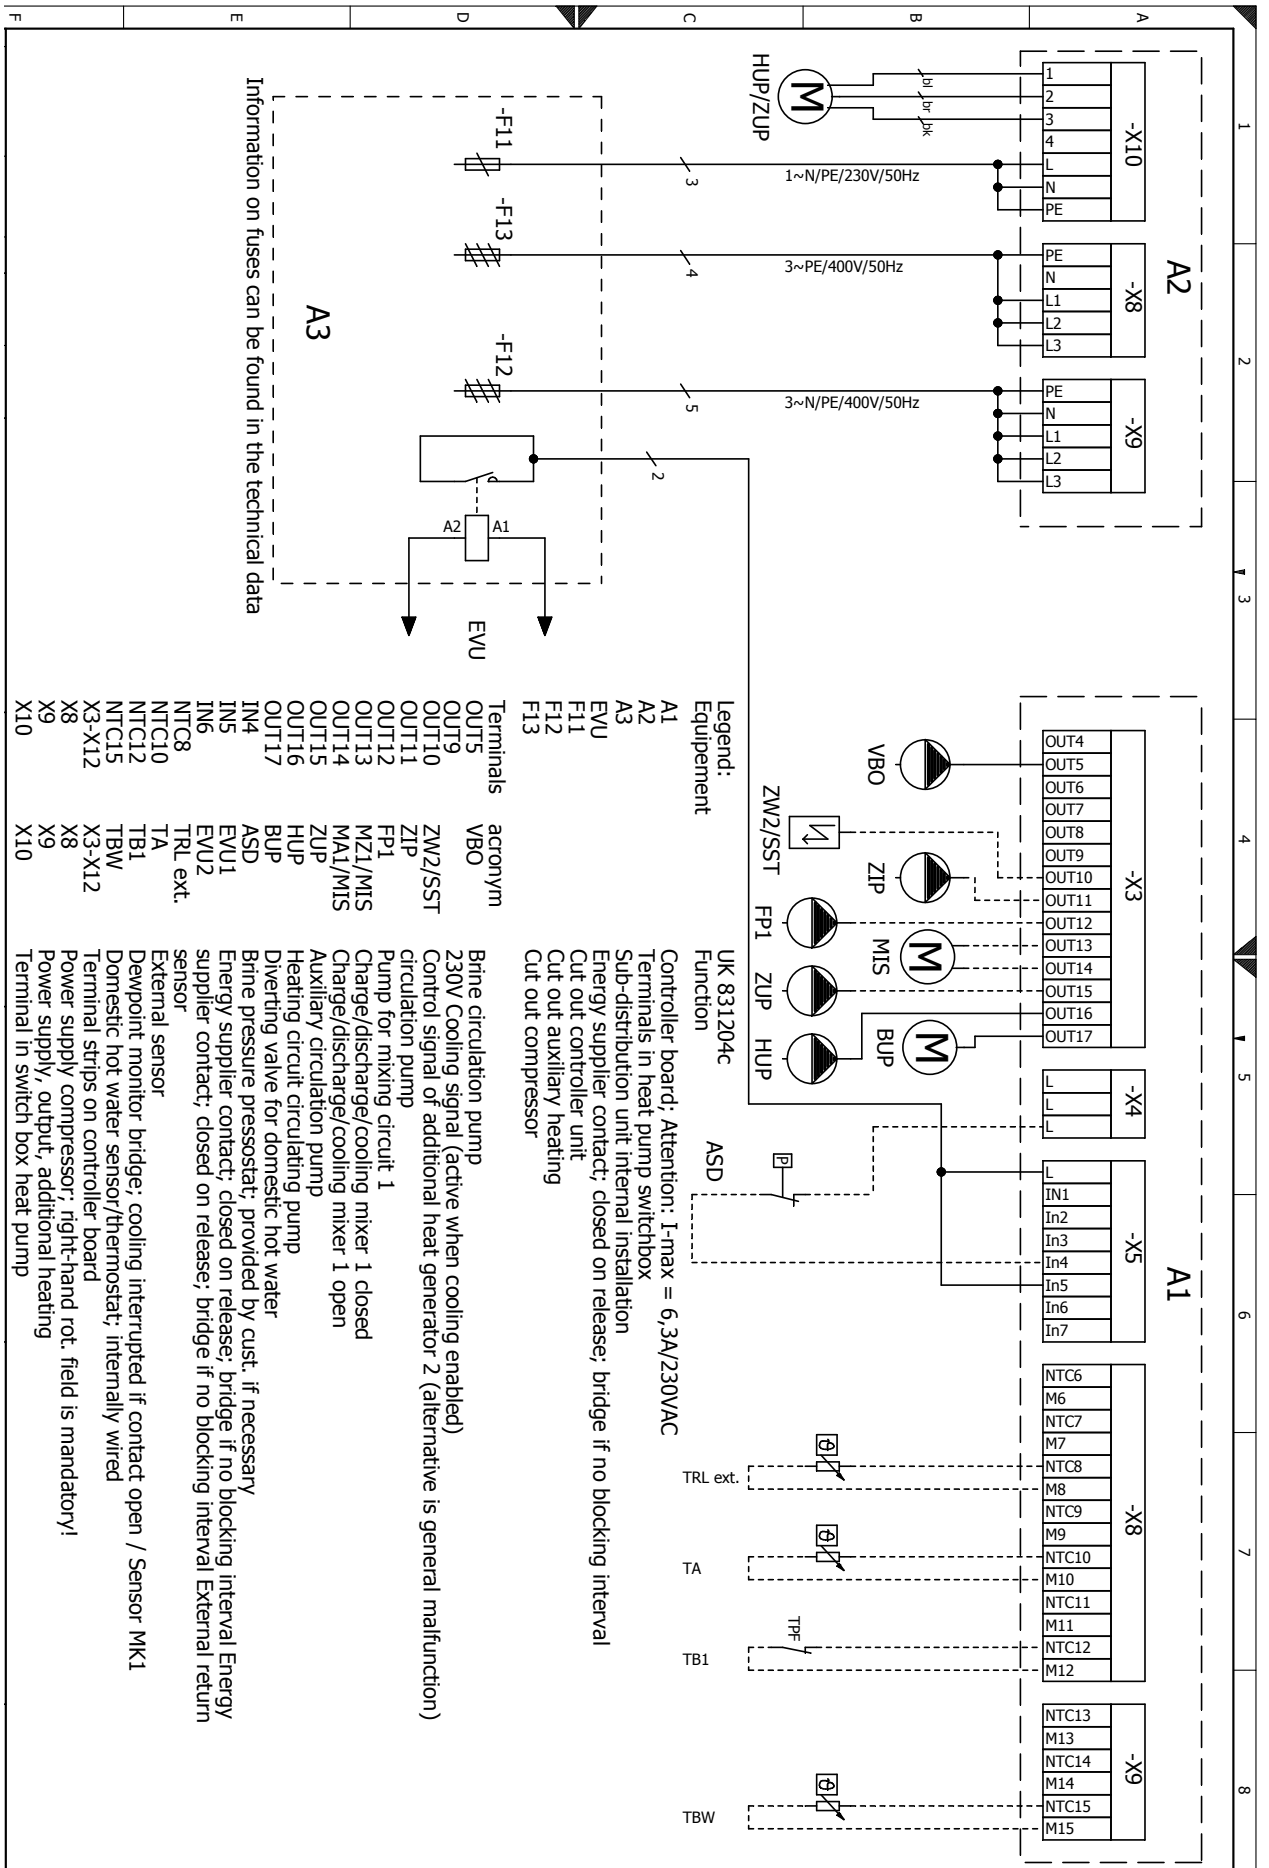 1
2
3
4
5
6
7
8
A
B
C
D
E
F
A2
A1
-X10
-X8
-X9
-X3
-X4
-X5
-X8
-X9
1
2
3
4
L
N
PE
PE
N
L1
L2
L3
PE
N
L1
L2
L3
OUT4
OUT5
OUT6
OUT7
OUT8
OUT9
OUT10
OUT11
OUT12
OUT13
OUT14
OUT15
OUT16
OUT17
L
L
L
L
IN1
In2
In3
In4
In5
In6
In7
NTC6
M6
NTC7
M7
NTC8
M8
NTC9
M9
NTC10
M10
NTC11
M11
NTC12
M12
NTC13
M13
NTC14
M14
NTC15
M15
bl
br
bk
M
HUP/ZUP
1~N/PE/230V/50Hz
3~PE/400V/50Hz
3~N/PE/400V/50Hz
3
4
5
2
VBO
ZW2/SST
ZIP
FP1
M
MIS
ZUP
HUP
M
BUP
P
ASD
ϑ
TRL ext.
ϑ
TA
TPF
TB1
ϑ
TBW
-F11
-F13
-F12
A2
A1
EVU
A3
Information on fuses can be found in the technical data
Legend: UK 831204c
Equipement Function
A1 Controller board; Attention: I-max = 6,3A/230VAC
A2 Terminals in heat pump switchbox
A3 Sub-distribution unit internal installation
EVU Energy supplier contact; closed on release; bridge if no blocking interval
F11 Cut out controller unit
F12 Cut out auxiliary heating
F13 Cut out compressor
Terminals acronym
OUT5 VBO Brine circulation pump
OUT9 230V Cooling signal (active when cooling enabled)
OUT10 ZW2/SST Control signal of additional heat generator 2 (alternative is general malfunction)
OUT11 ZIP circulation pump
OUT12 FP1 Pump for mixing circuit 1
OUT13 MZ1/MIS Charge/discharge/cooling mixer 1 closed
OUT14 MA1/MIS Charge/discharge/cooling mixer 1 open
OUT15 ZUP Auxiliary circulation pump
OUT16 HUP Heating circuit circulating pump
OUT17 BUP Diverting valve for domestic hot water
IN4 ASD Brine pressure pressostat; provided by cust. if necessary
IN5 EVU1 Energy supplier contact; closed on release; bridge if no blocking interval Energy
IN6 EVU2 supplier contact; closed on release; bridge if no blocking interval External return
NTC8 TRL ext. sensor
NTC10 TA External sensor
NTC12 TB1 Dewpoint monitor bridge; cooling interrupted if contact open / Sensor MK1
NTC15 TBW Domestic hot water sensor/thermostat; internally wired
X3-X12 X3-X12 Terminal strips on controller board
X8 X8 Power supply compressor; right-hand rot. field is mandatory!
X9 X9 Power supply, output, additional heating
X10 X10 Terminal in switch box heat pump